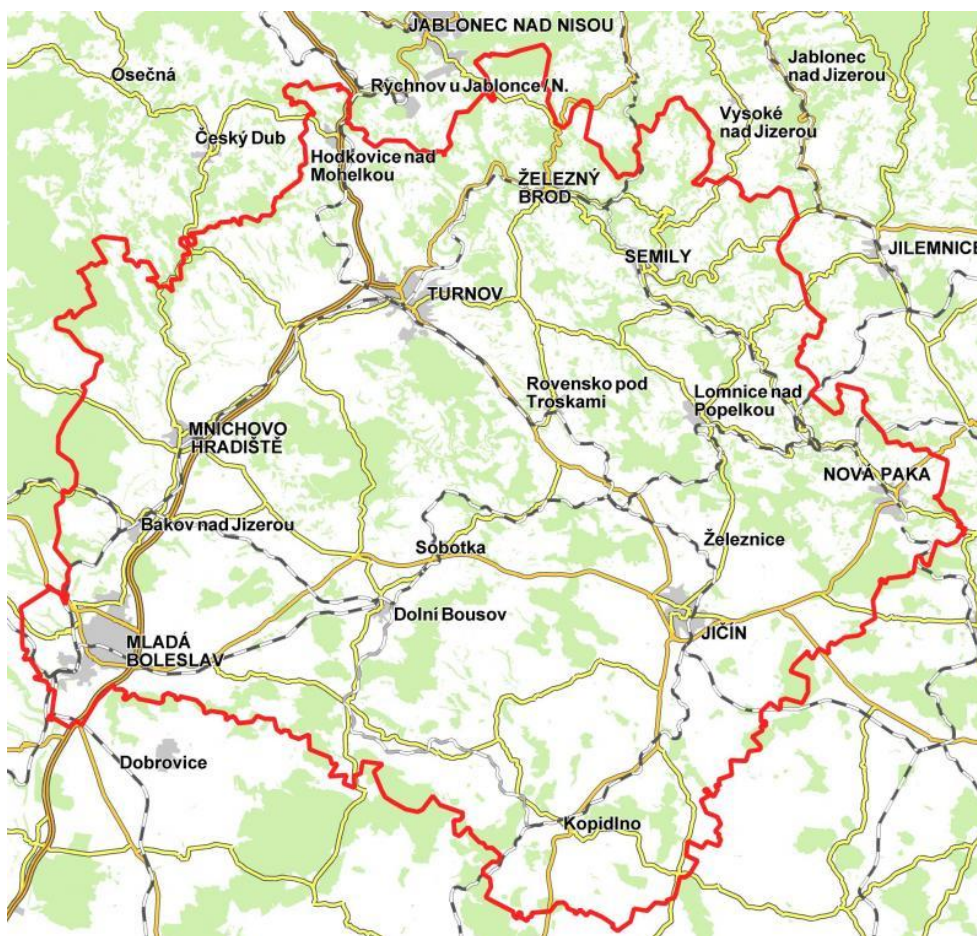 JABLONEC NAD NISOU
Jablonec
nad Jizerou
Osečná
Rychnov u Jablonce / N.
Vysoké
nad Jizerou
Český Dub
Hodkovice nad
Mohelkou
ŽELEZNÝ
BROD
SEMILY
JILEMNICE
TURNOV
Rovensko pod
Troskami
Lomnice nad
Popelkou
MNICHOVO
HRADIŠTĚ
NOVÁ PAKA
Bakov nad Jizerou
Sobotka
Železnice
Dolní Bousov
JIČÍN
MLADÁ
BOLESLAV
Dobrovice
Kopidlno